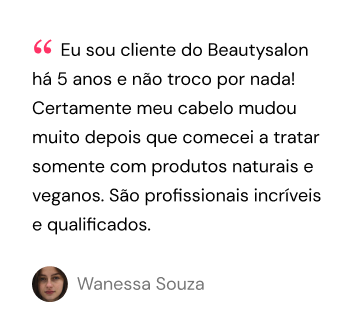 “ Eu sou cliente do Beautysalon
há 5 anos e não troco por nada!
Certamente meu cabelo mudou
muito depois que comecei a tratar
somente com produtos naturais e
veganos. São profissionais incríveis
e qualificados.
Wanessa Souza